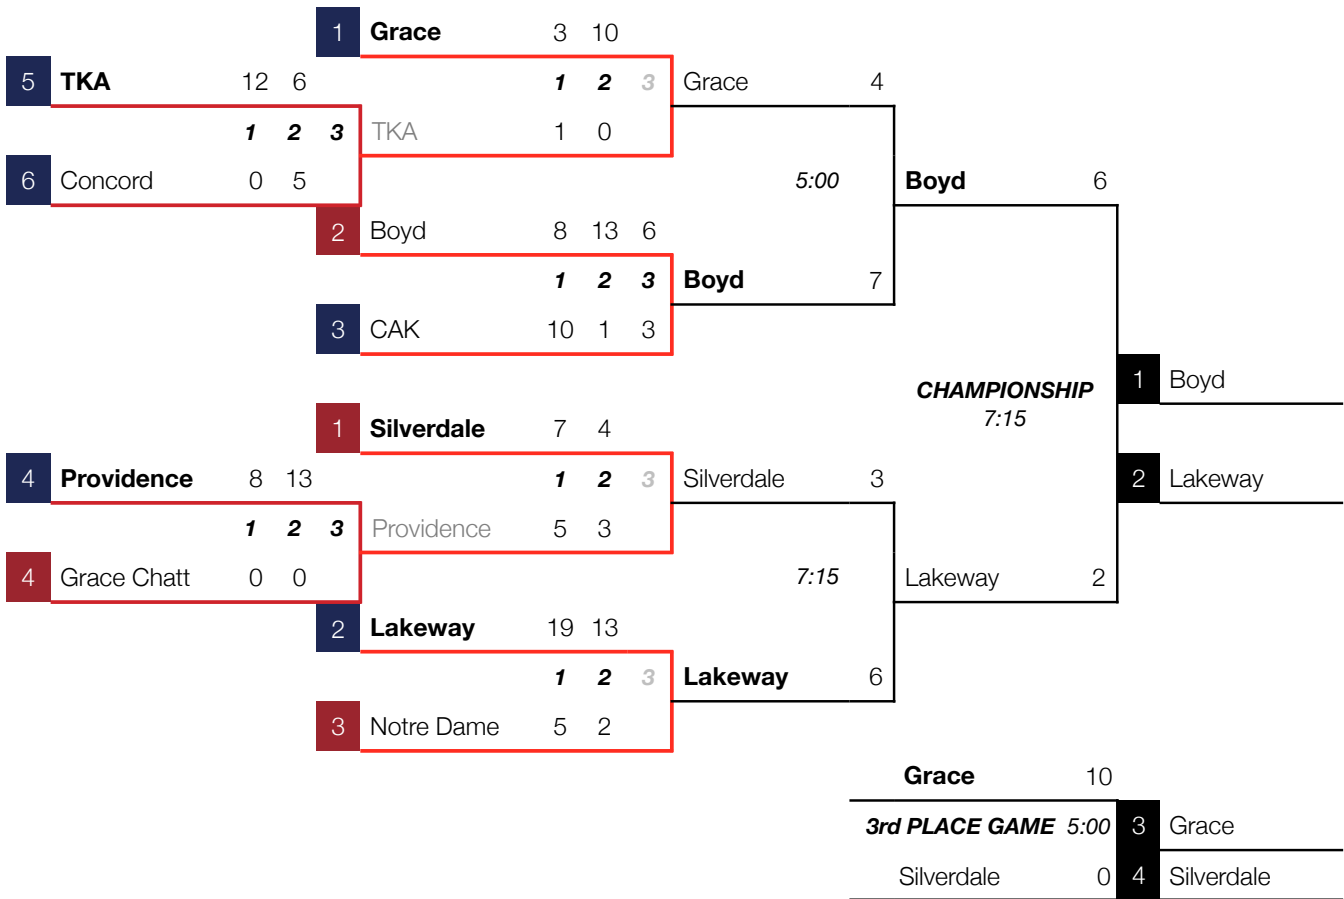 1 Grace 3 10
5 TKA 12 6
1 2 3
Grace 4
1 2 3
TKA 1 0
6 Concord 0 5
5:00
Boyd 6
2 Boyd 8 13 6
1 2 3
Boyd 7
3 CAK 10 1 3
1 Boyd
CHAMPIONSHIP
7:15
1 Silverdale 7 4
4 Providence 8 13
1 2 3
Silverdale 3
2 Lakeway
1 2 3
Providence 5 3
4 Grace Chatt 0 0
7:15
Lakeway 2
2 Lakeway 19 13
1 2 3
Lakeway 6
3 Notre Dame 5 2
Grace 10
3rd PLACE GAME 5:00
3 Grace
Silverdale 0
4 Silverdale